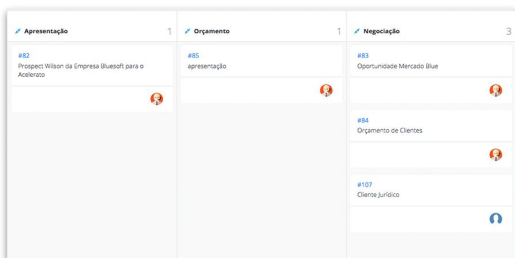 Apresentação 1
#82
Prospect Wilson da Empresa Bluesoft para o
Acelerato
Orçamento 1
#85
apresentação
Negociação 3
#83
Oportunidade Mercado Blue
#84
Orçamento de Clientes
#107
Cliente Jurídico